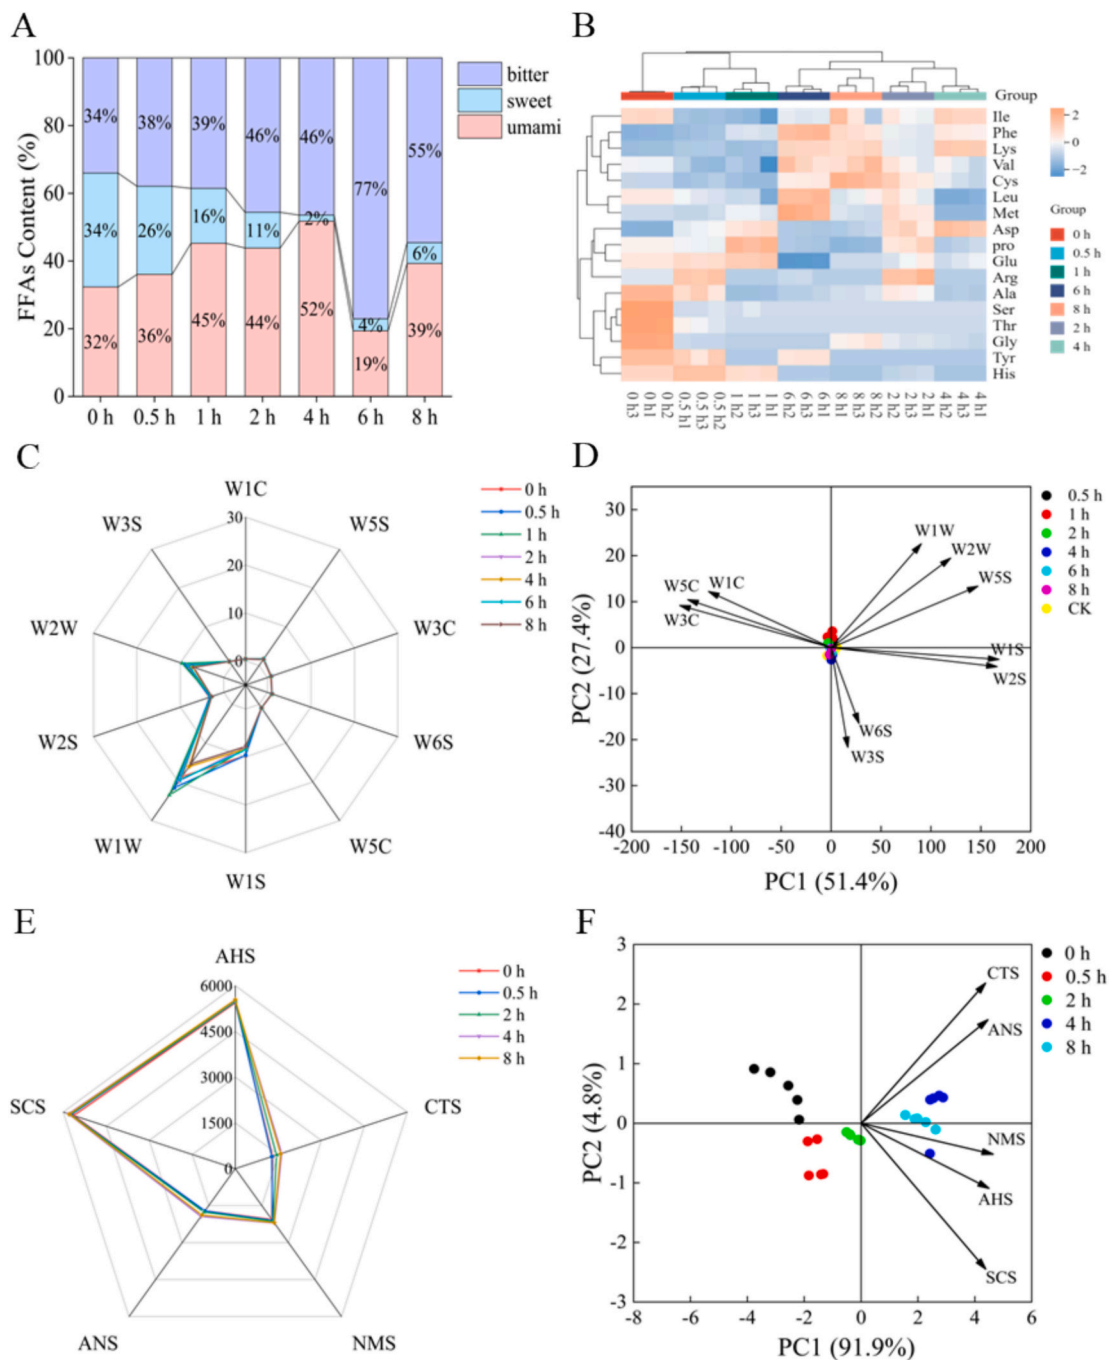 A
FFAs Content (%)
100
80
60
40
20
0
34% 38% 39% 46% 46% 77% 55%
34% 26% 16% 11% 2% 4% 6%
32% 36% 45% 44% 52% 19% 39%
0 h 0.5 h 1 h 2 h 4 h 6 h 8 h
bitter
sweet
umami
B
Group
Ile
Phe
Lys
Val
Cys
Leu
Met
Asp
pro
Glu
Arg
Ala
Ser
Thr
Gly
Tyr
His
0 h3 0 h1 0 h2 0.5 h1 0.5 h3 0.5 h2 1 h2 1 h3 1 h1 6 h2 6 h3 6 h1 8 h1 8 h3 8 h2 2 h2 2 h3 2 h1 4 h2 4 h3 4 h1
2
0
−2
Group
0 h
0.5 h
1 h
6 h
8 h
2 h
4 h
C
W1C
W5S
W3C
W6S
W5C
W1S
W1W
W2S
W2W
W3S
30
20
10
0
0 h
0.5 h
1 h
2 h
4 h
6 h
8 h
D
PC2 (27.4%)
30
20
10
0
-10
-20
-30
-40
-200 -150 -100 -50 0 50 100 150 200
PC1 (51.4%)
W1W
W2W
W5S
W5C W1C
W3C
W1S
W2S
W6S
W3S
0.5 h
1 h
2 h
4 h
6 h
8 h
CK
E
AHS
CTS
NMS
ANS
SCS
6000
4500
3000
1500
0
0 h
0.5 h
2 h
4 h
8 h
F
PC2 (4.8%)
3
2
1
0
-1
-2
-3
-8 -6 -4 -2 0 2 4 6
PC1 (91.9%)
CTS
ANS
NMS
AHS
SCS
0 h
0.5 h
2 h
4 h
8 h